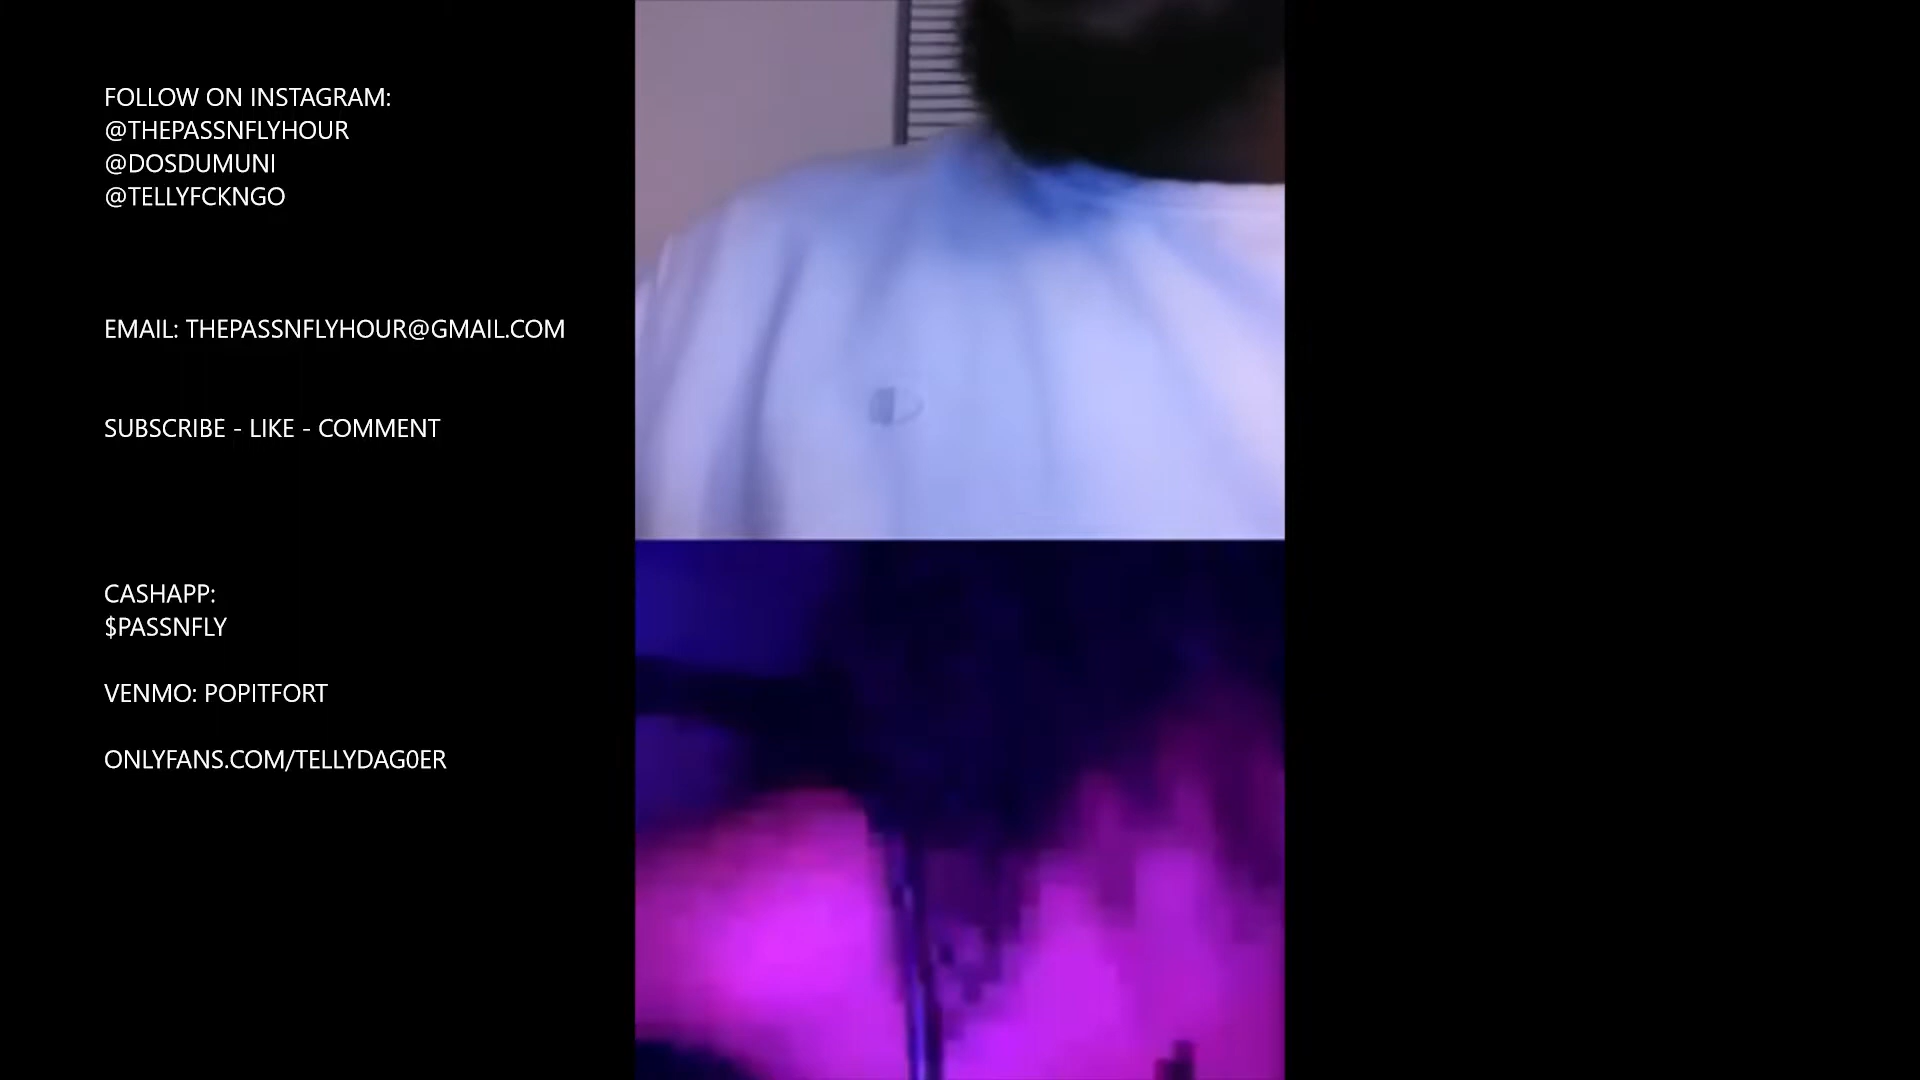 FOLLOW ON INSTAGRAM:
@THEPASSNFLYHOUR
@DOSDUMUNI
@TELLYFCKNGO
EMAIL: THEPASSNFLYHOUR@GMAIL.COM
SUBSCRIBE - LIKE - COMMENT
CASHAPP:
$PASSNFLY
VENMO: POPITFORT
ONLYFANS.COM/TELLYDAG0ER